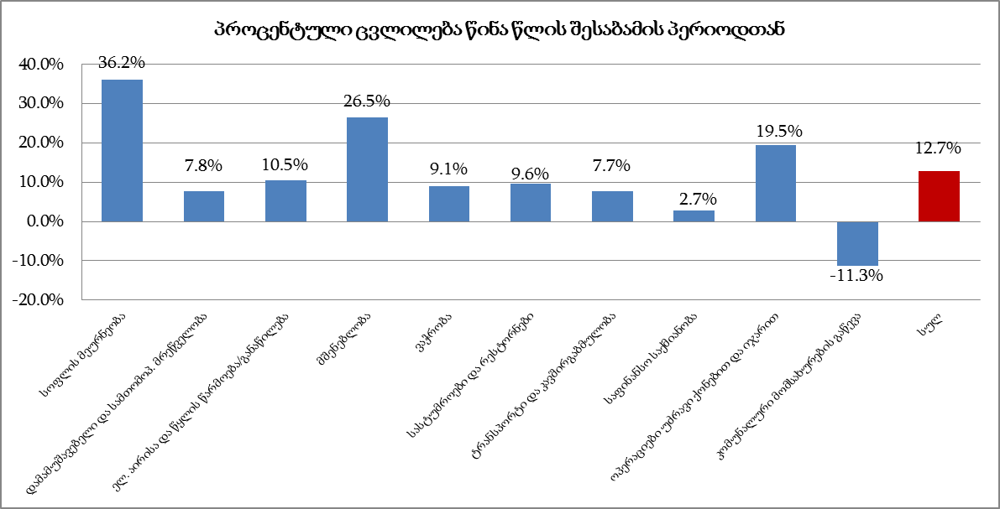 პროცენტული ცვლილება წინა წლის შესაბამის პერიოდთან
40.0%
30.0%
20.0%
10.0%
0.0%
-10.0%
-20.0%
36.2%
7.8%
10.5%
26.5%
9.1%
9.6%
7.7%
2.7%
19.5%
-11.3%
12.7%
სოფლის მეურნეობა
დამამუშავებელი და სამთომოპ. მრეწველობა
ელ. აირისა და წყლის წარმოება/განაწილება
მშენებლობა
ვაჭრობა
სასტუმროები და რესტორნები
ტრანსპორტი და კავშირგაბმულობა
საფინანსო საქმიანობა
ოპერაციები უძრავი ქონებით და იჯარით
კომუნალური მომსახურების გაწევა
სულ